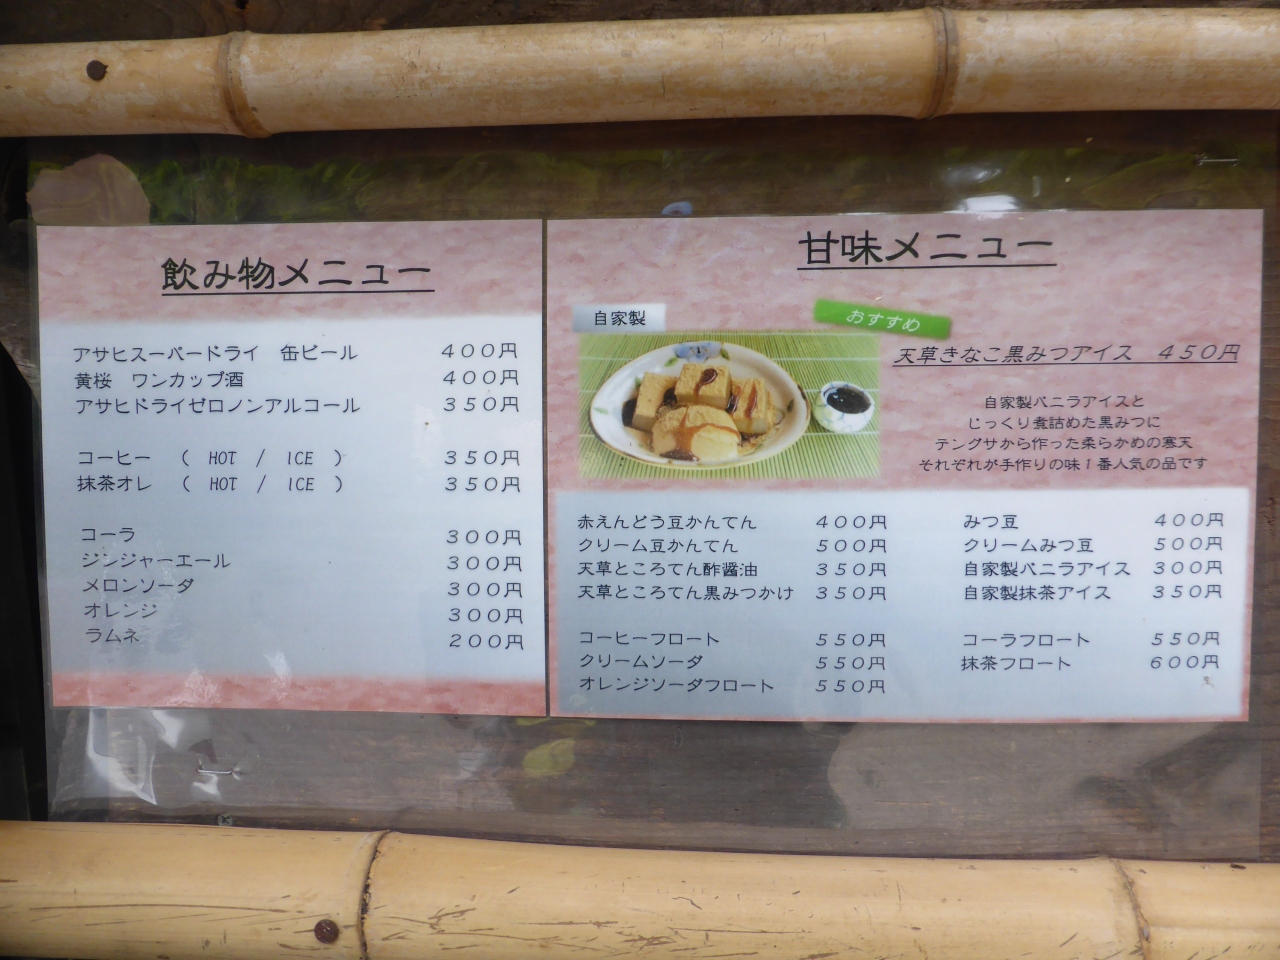 飲み物メニュー
アサヒスーパードライ　缶ビール　400円
黄桜　ワンカップ酒　400円
アサヒドライゼロノンアルコール　350円
コーヒー　（ HOT / ICE ）　350円
抹茶オレ　（ HOT / ICE ）　350円
コーラ　300円
ジンジャーエール　300円
メロンソーダ　300円
オレンジ　300円
ラムネ　200円
甘味メニュー
自家製
おすすめ
天草きなこ黒みつアイス　450円
自家製バニラアイスと
じっくり煮詰めた黒みつに
テングサから作った柔らかめの寒天
それぞれが手作りの味1番人気の品です
赤えんどう豆かんてん　400円
クリーム豆かんてん　500円
天草ところてん酢醤油　350円
天草ところてん黒みつかけ　350円
コーヒーフロート　550円
クリームソーダ　550円
オレンジソーダフロート　550円
みつ豆　400円
クリームみつ豆　500円
自家製バニラアイス　300円
自家製抹茶アイス　350円
コーラフロート　550円
抹茶フロート　600円